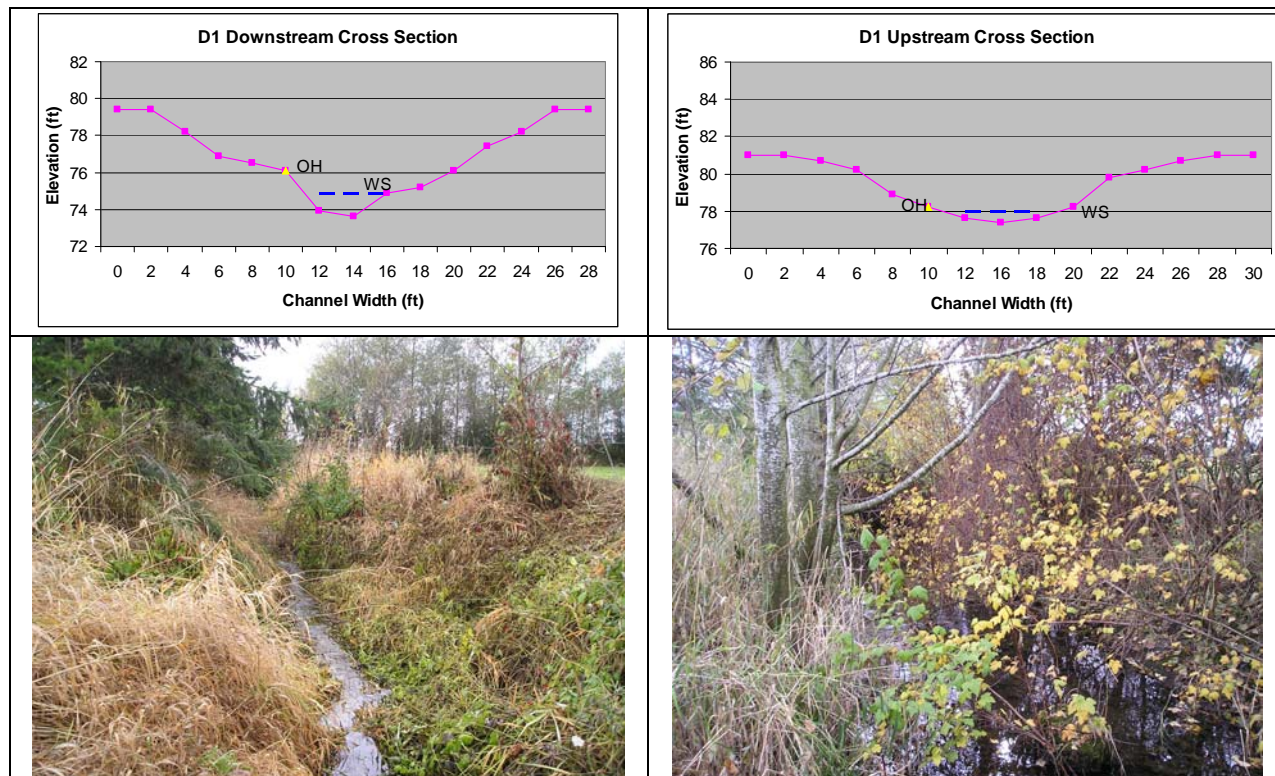 D1 Downstream Cross Section
82
80
78
76
74
72
Elevation (ft)
OH
WS
0 2 4 6 8 10 12 14 16 18 20 22 24 26 28
Channel Width (ft)
D1 Upstream Cross Section
86
84
82
80
78
76
Elevation (ft)
OH
WS
0 2 4 6 8 10 12 16 18 20 22 24 26 28 30
Channel Width (ft)